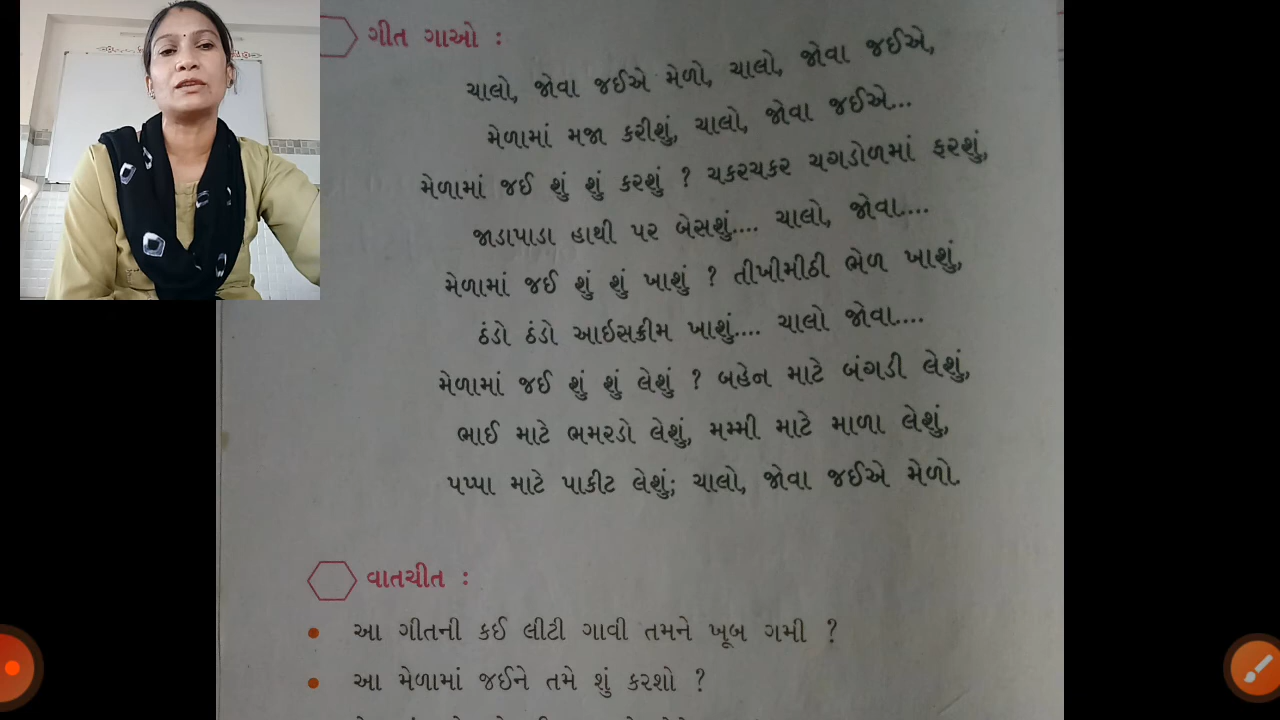 ગીત ગાઓ :
ચાલો, જોવા જઈએ મેળો, ચાલો, જોવા જઈએ,
મેળામાં મજા કરીશું, ચાલો, જોવા જઈએ...
મેળામાં જઈ શું શું કરશું ? ચકરચકર ચગડોળમાં ફરશું,
જાડાપાડા હાથી પર બેસશું.... ચાલો, જોવા....
મેળામાં જઈ શું શું ખાશું ? તીખીમીઠી ભેળ ખાશું,
ઠંડો ઠંડો આઈસક્રીમ ખાશું.... ચાલો જોવા....
મેળામાં જઈ શું શું લેશું ? બહેન માટે બંગડી લેશું,
ભાઈ માટે ભમરડો લેશું, મમ્મી માટે માળા લેશું,
પપ્પા માટે પાકીટ લેશું; ચાલો, જોવા જઈએ મેળો.
વાતચીત :
• આ ગીતની કઈ લીટી ગાવી તમને ખૂબ ગમી ?
• આ મેળામાં જઈને તમે શું કરશો ?